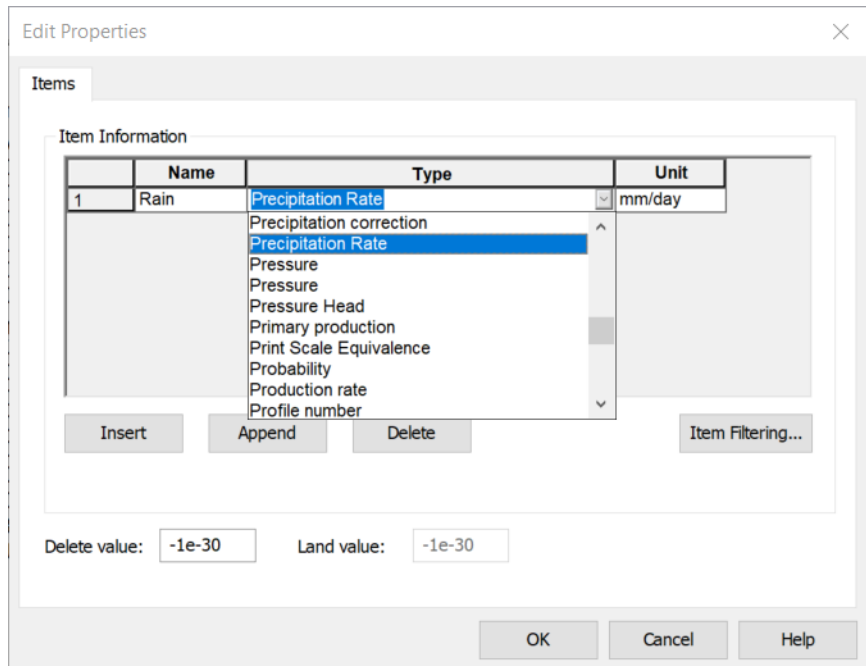 Edit Properties
Items
Item Information
Name Type Unit
1 Rain Precipitation Rate mm/day
Precipitation correction
Precipitation Rate
Pressure
Pressure
Pressure Head
Primary production
Print Scale Equivalence
Probability
Production rate
Profile number
Insert Append Delete Item Filtering...
Delete value: -1e-30 Land value: -1e-30
OK Cancel Help